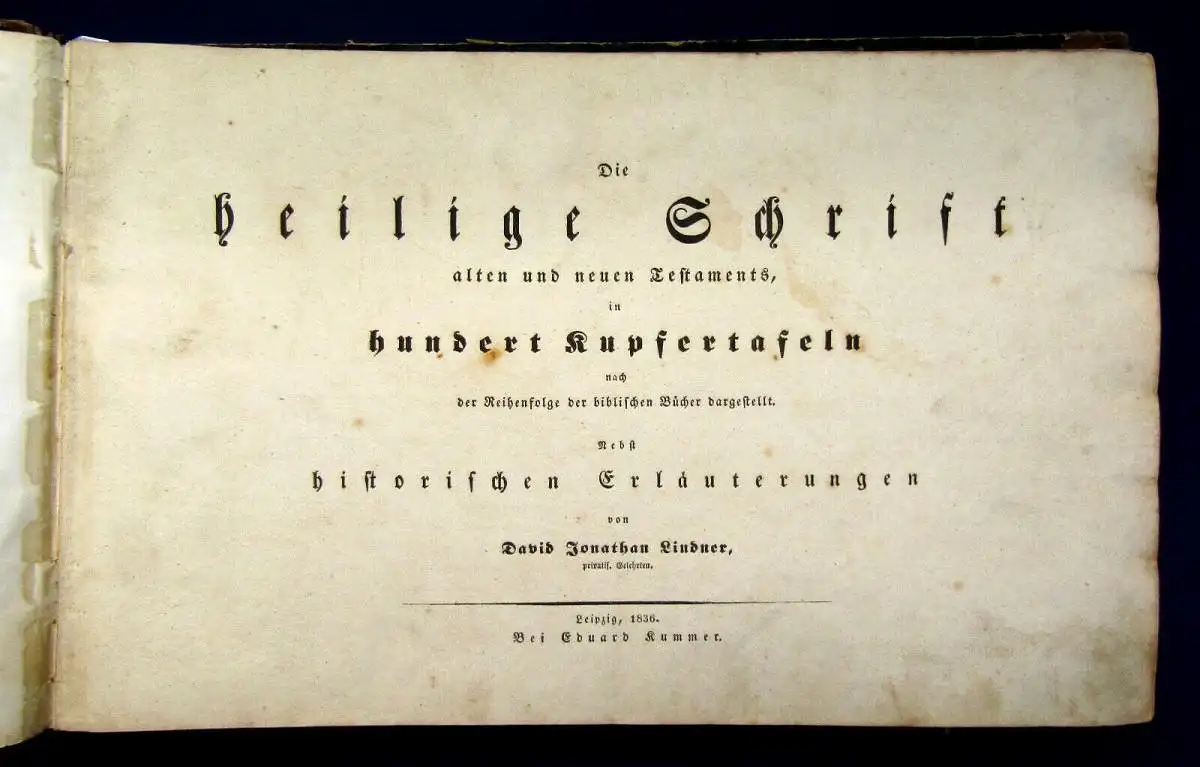 Die
heilige Schrift
alten und neuen Testaments,
in
hundert Kupfertafeln
nach
der Reihenfolge der biblischen Bücher dargestellt.
Nebst
historischen Erläuterungen
von
David Jonathan Lindner,
privatis. Gelehrten.
Leipzig, 1836.
Bei Eduard Kummer.